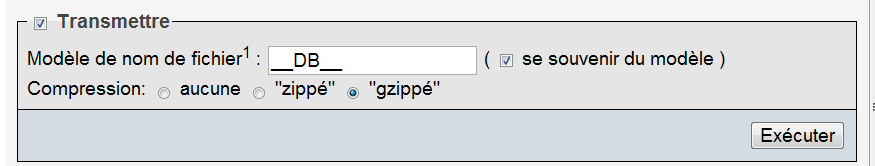 Transmettre
Modèle de nom de fichier1 : __DB__ ( se souvenir du modèle )
Compression: aucune "zippé" "gzippé"
Exécuter